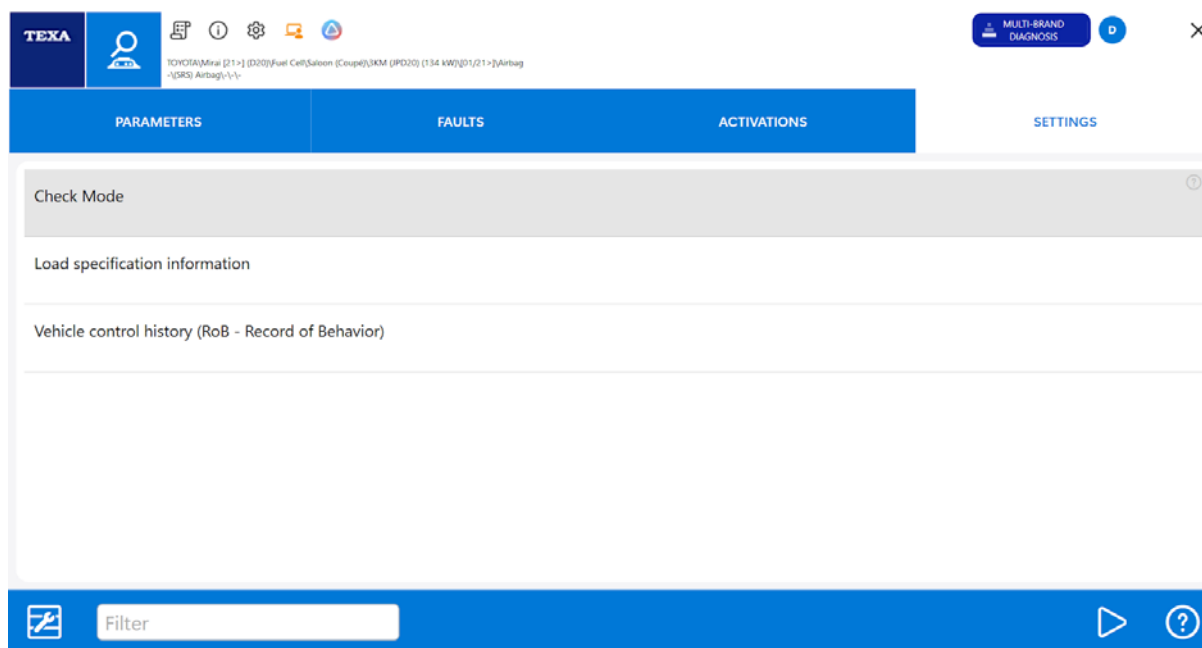 TEXA
TOYOTA\Mirai [21>] (D20)\Fuel Cell\Saloon (Coupé)\3KM (JPD20) (134 kW)\[01/21>]\Airbag
-\(SRS) Airbag\-\-\-
MULTI-BRAND
DIAGNOSIS
D
PARAMETERS
FAULTS
ACTIVATIONS
SETTINGS
Check Mode
Load specification information
Vehicle control history (RoB - Record of Behavior)
Filter